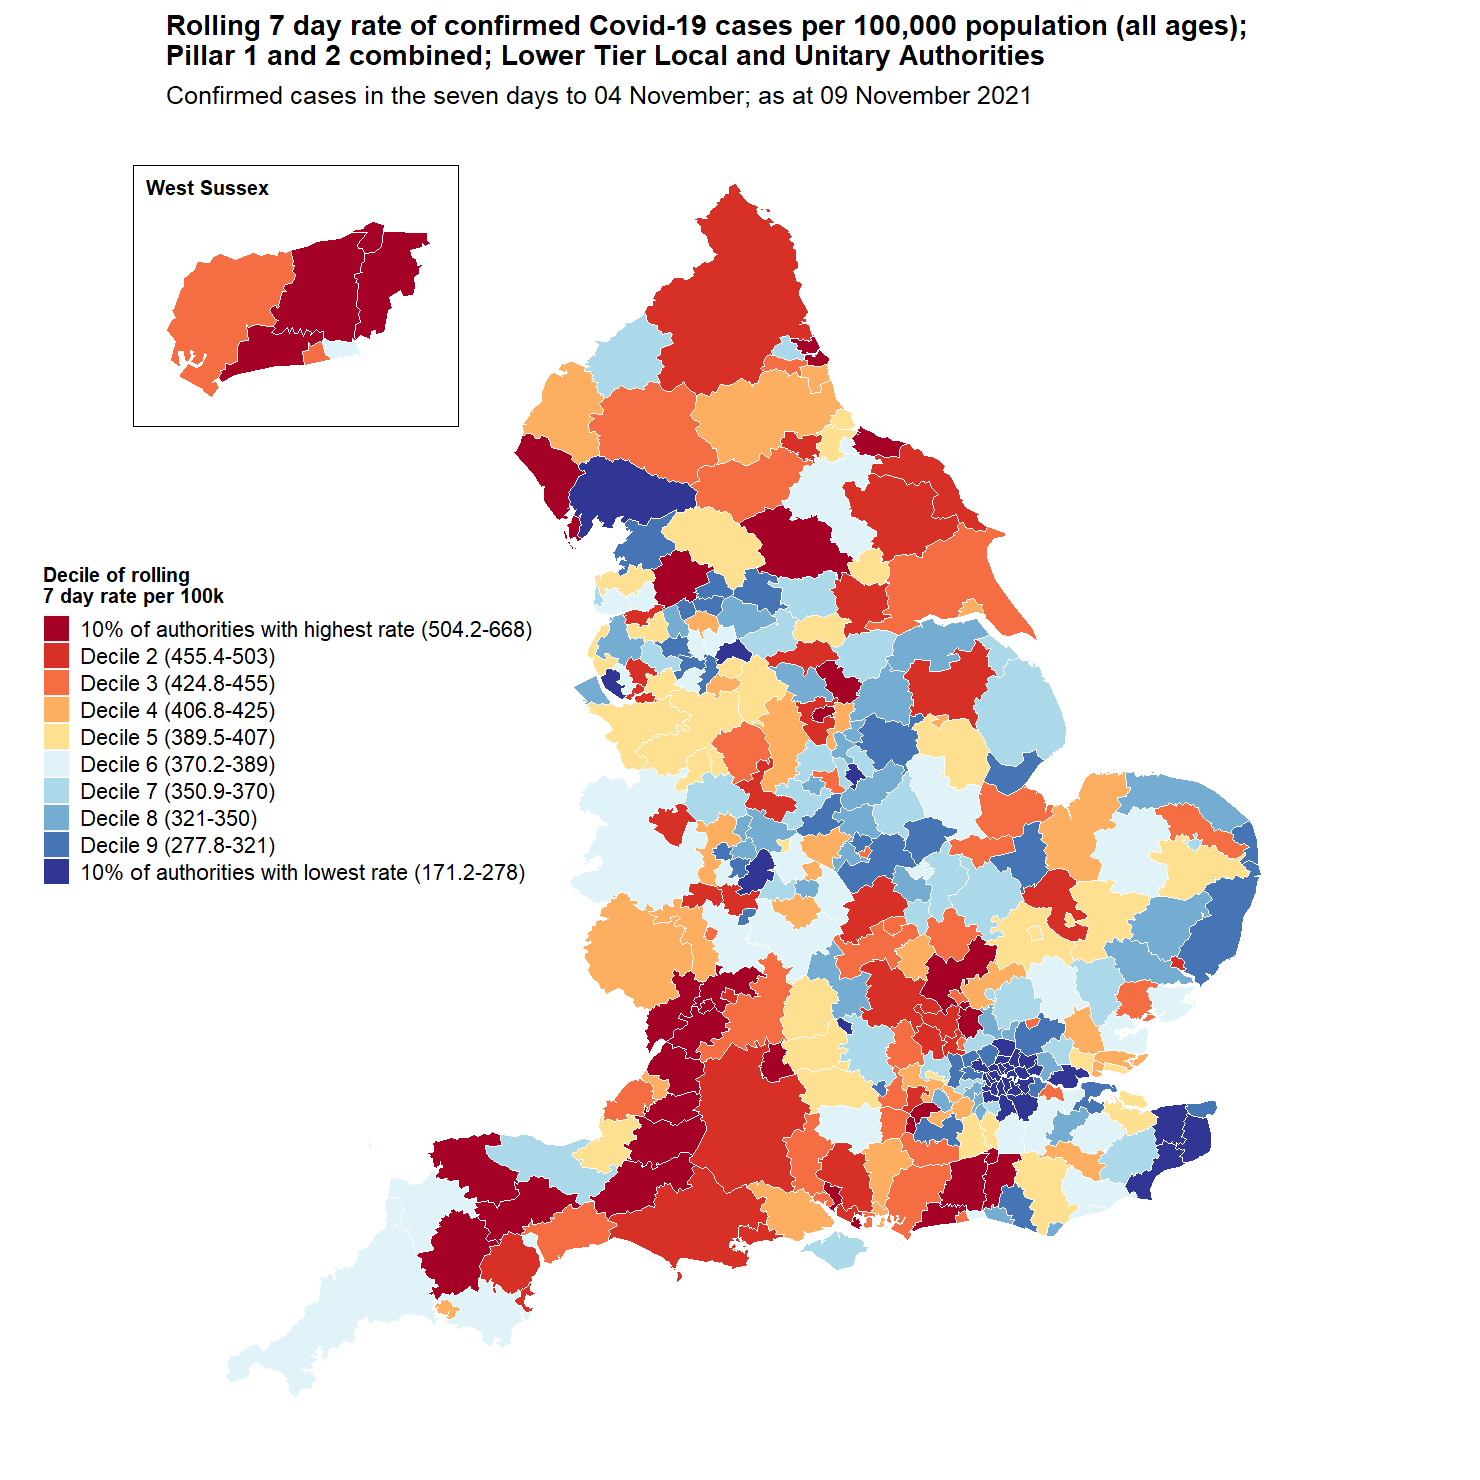 Rolling 7 day rate of confirmed Covid-19 cases per 100,000 population (all ages);
Pillar 1 and 2 combined; Lower Tier Local and Unitary Authorities
Confirmed cases in the seven days to 04 November; as at 09 November 2021
West Sussex
Decile of rolling
7 day rate per 100k
10% of authorities with highest rate (504.2-668)
Decile 2 (455.4-503)
Decile 3 (424.8-455)
Decile 4 (406.8-425)
Decile 5 (389.5-407)
Decile 6 (370.2-389)
Decile 7 (350.9-370)
Decile 8 (321-350)
Decile 9 (277.8-321)
10% of authorities with lowest rate (171.2-278)